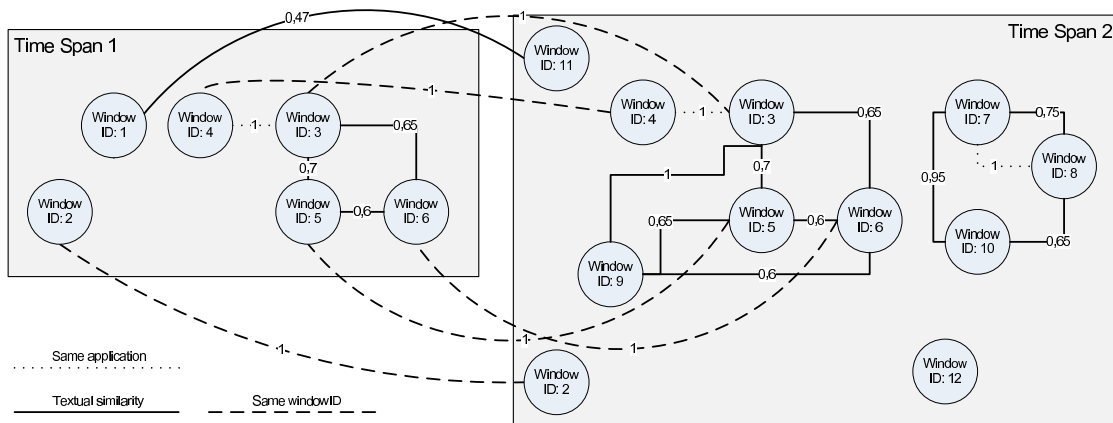 0,47
1
Time Span 1
Time Span 2
Window
ID: 11
Window
ID: 1
Window
ID: 4
1
Window
ID: 3
0,65
1
Window
ID: 4
1
Window
ID: 3
0,65
Window
ID: 7
0,75
0,7
1
0,7
0,95
1
Window
ID: 8
Window
ID: 2
Window
ID: 5
0,6
Window
ID: 6
0,65
Window
ID: 5
0,6
Window
ID: 6
Window
ID: 10
0,65
Window
ID: 9
0,6
1
1
1
Same application
Window
ID: 2
Window
ID: 12
Textual similarity
Same windowID